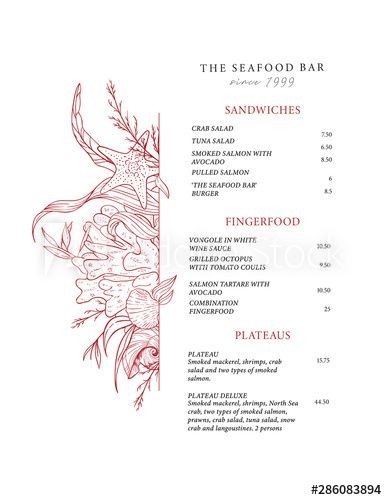 THE SEAFOOD BAR
since 1999
SANDWICHES
CRAB SALAD 7.50
TUNA SALAD 6.50
SMOKED SALMON WITH
AVOCADO 8.50
PULLED SALMON 6
'THE SEAFOOD BAR'
BURGER 8.5
FINGERFOOD
VONGOLE IN WHITE
WINE SAUCE 10.50
GRILLED OCTOPUS
WITH TOMATO COULIS 9.50
SALMON TARTARE WITH
AVOCADO 10.50
COMBINATION
FINGERFOOD 25
PLATEAUS
PLATEAU
Smoked mackerel, shrimps, crab 15.75
salad and two types of smoked
salmon.
PLATEAU DELUXE
Smoked mackerel, shrimps, North Sea 44.50
crab, two types of smoked salmon,
prawns, crab salad, tuna salad, snow
crab and langoustines. 2 persons
Adobe Stock
#286083894